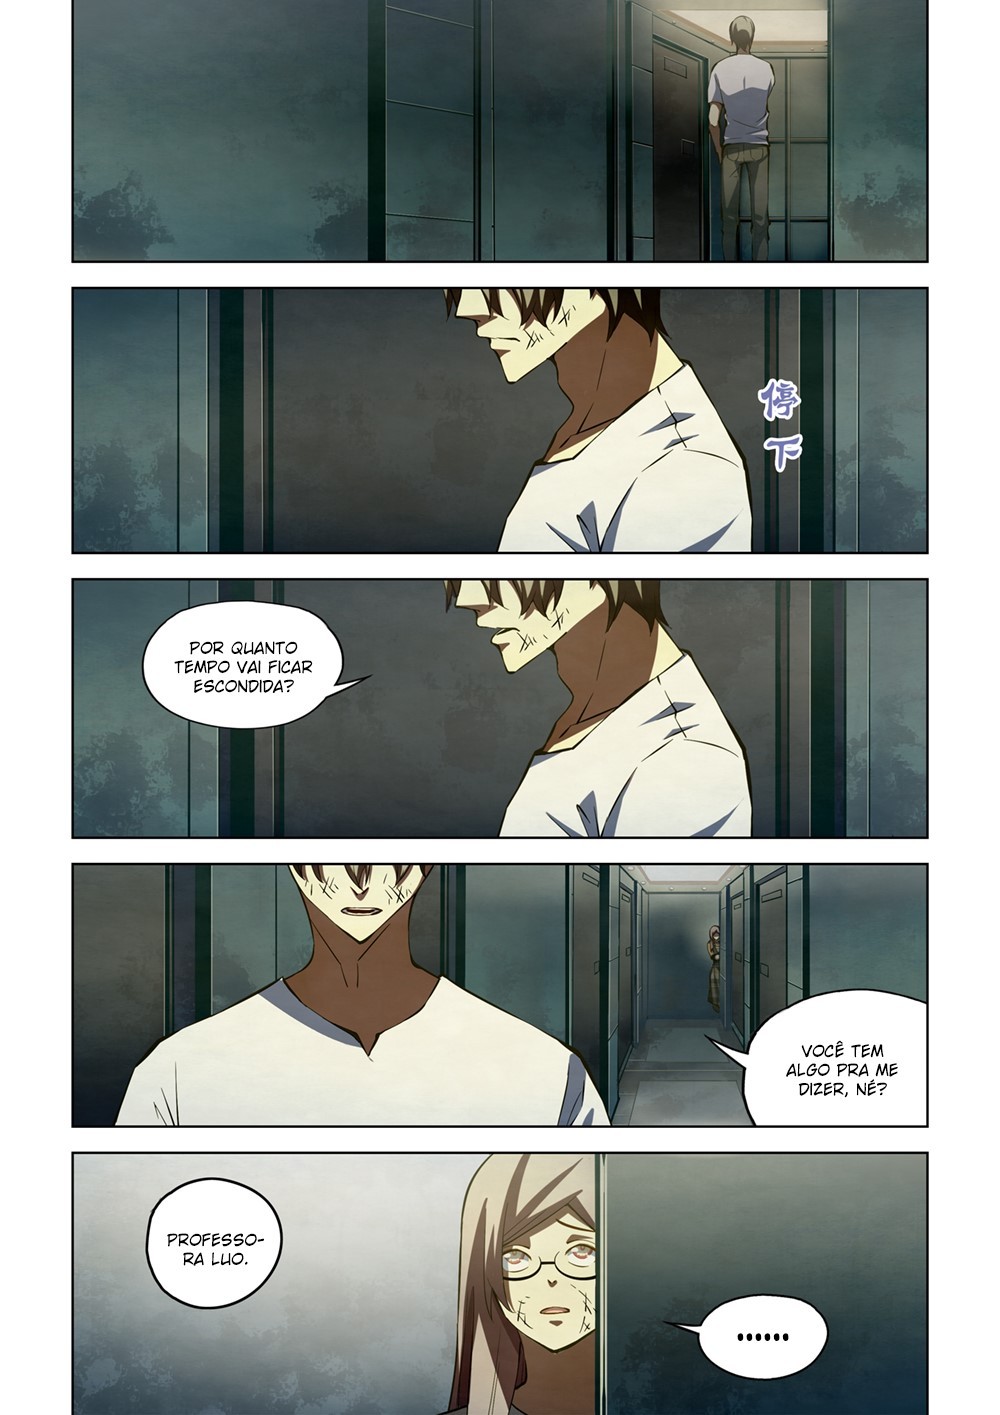 停
下
POR QUANTO
TEMPO VAI FICAR
ESCONDIDA?
VOCÊ TEM
ALGO PRA ME
DIZER, NÉ?
PROFESSO-
RA LUO.
......